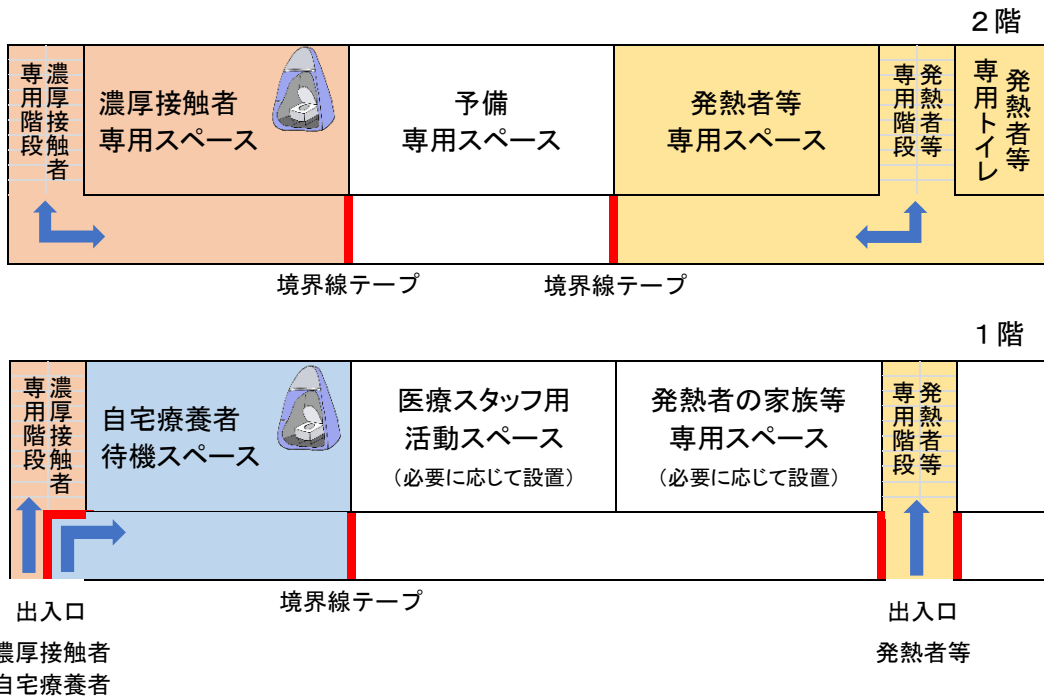 2階
濃厚接触者
専用階段
濃厚接触者
専用スペース
予備
専用スペース
発熱者等
専用スペース
発熱者等
専用階段
発熱者等
専用トイレ
境界線テープ
境界線テープ
1階
濃厚接触者
専用階段
自宅療養者
待機スペース
医療スタッフ用
活動スペース
（必要に応じて設置）
発熱者の家族等
専用スペース
（必要に応じて設置）
発熱者等
専用階段
境界線テープ
出入口
濃厚接触者
自宅療養者
出入口
発熱者等